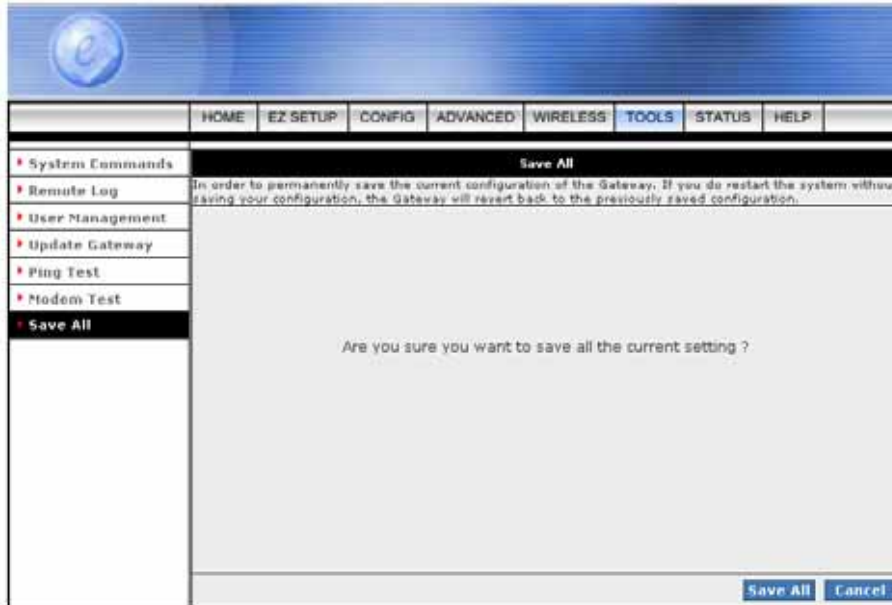 HOME EZ SETUP CONFIG ADVANCED WIRELESS TOOLS STATUS HELP
System Commands
Remote Log
User Management
Update Gateway
Ping Test
Modem Test
Save All
Save All
In order to permanently save the current configuration of the Gateway. If you do restart the system withou
saving your configuration, the Gateway will revert back to the previously saved configuration.
Are you sure you want to save all the current setting ?
Save All Cancel